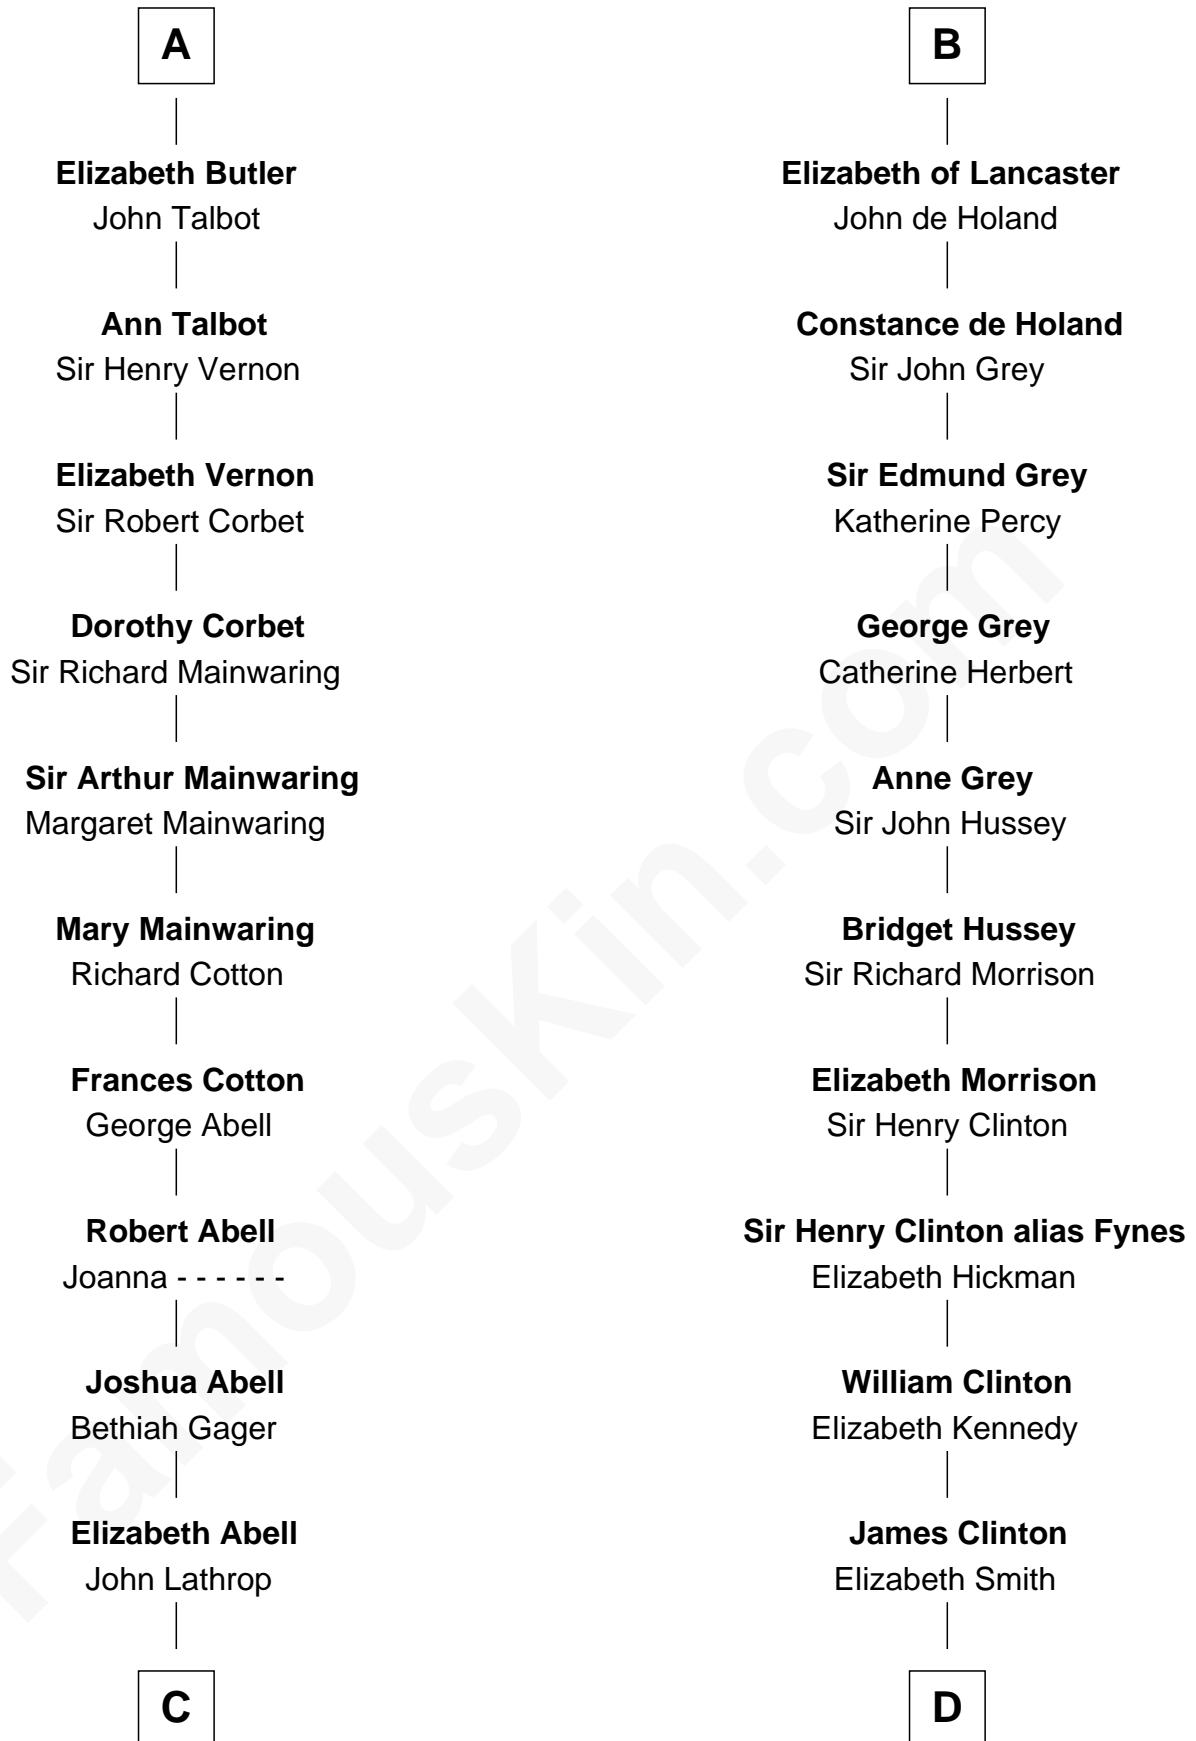 A
Elizabeth Butler
John Talbot
Ann Talbot
Sir Henry Vernon
Elizabeth Vernon
Sir Robert Corbet
Dorothy Corbet
Sir Richard Mainwaring
Sir Arthur Mainwaring
Margaret Mainwaring
Mary Mainwaring
Richard Cotton
Frances Cotton
George Abell
Robert Abell
Joanna - - - - - -
Joshua Abell
Bethiah Gager
Elizabeth Abell
John Lathrop
C
B
Elizabeth of Lancaster
John de Holand
Constance de Holand
Sir John Grey
Sir Edmund Grey
Katherine Percy
George Grey
Catherine Herbert
Anne Grey
Sir John Hussey
Bridget Hussey
Sir Richard Morrison
Elizabeth Morrison
Sir Henry Clinton
Sir Henry Clinton alias Fynes
Elizabeth Hickman
William Clinton
Elizabeth Kennedy
James Clinton
Elizabeth Smith
D
FamousKin.com